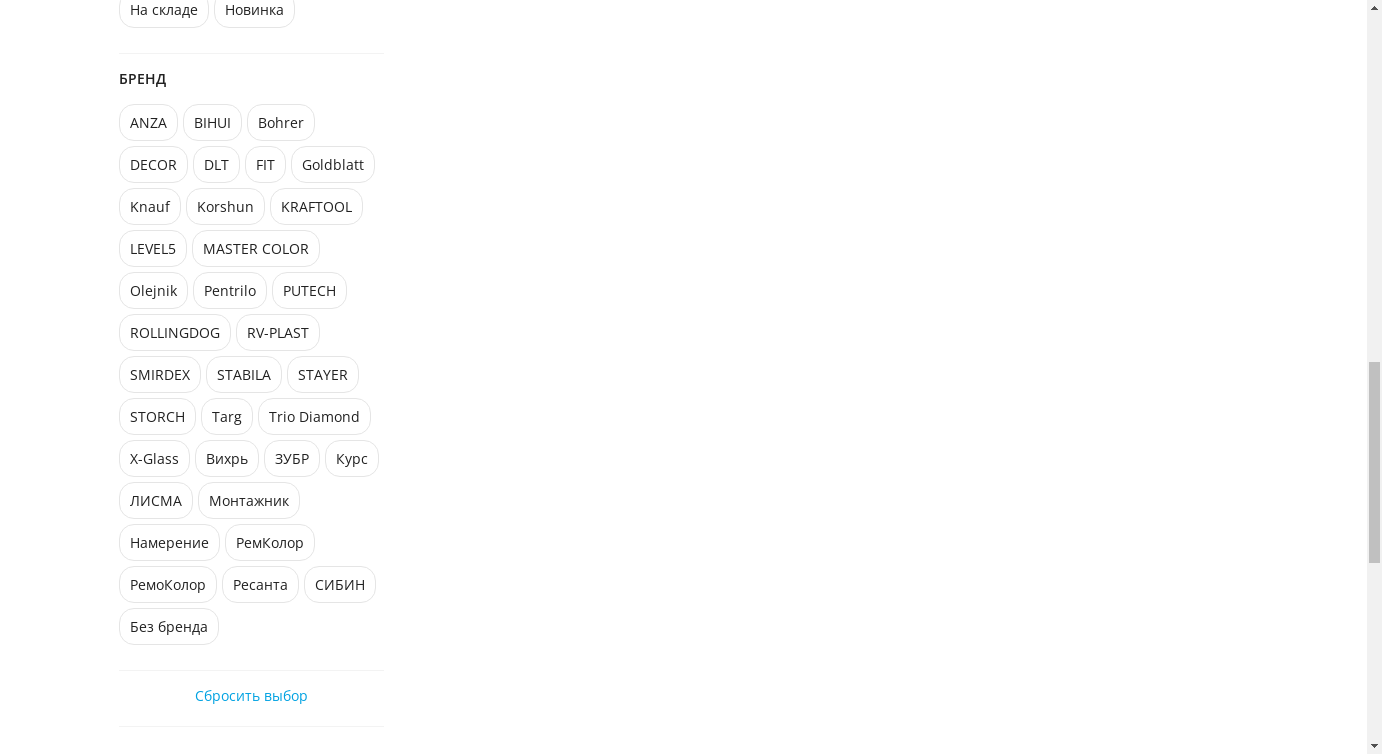 На складе Новинка
БРЕНД
ANZA BIHUI Bohrer
DECOR DLT FIT Goldblatt
Knauf Korshun KRAFTOOL
LEVEL5 MASTER COLOR
Olejnik Pentrilo PUTECH
ROLLINGDOG RV-PLAST
SMIRDEX STABILA STAYER
STORCH Targ Trio Diamond
X-Glass Вихрь ЗУБР Курс
ЛИСМА Монтажник
Намерение РемКолор
РемоКолор Ресанта СИБИН
Без бренда
Сбросить выбор